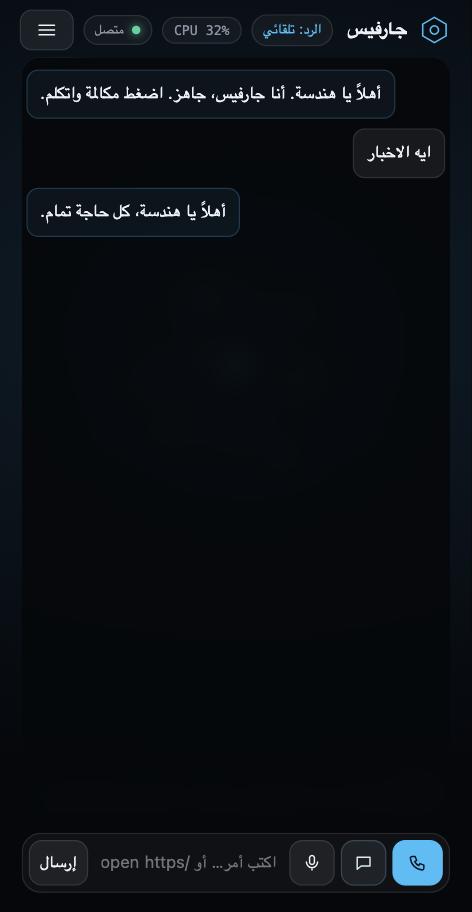 جارفيس
الرد: تلقائي
CPU 32%
متصل
أهلاً يا هندسة. أنا جارفيس، جاهز. اضغط مكالمة واتكلم.
ايه الاخبار
أهلاً يا هندسة، كل حاجة تمام.
اكتب أمر... أو /open https
إرسال